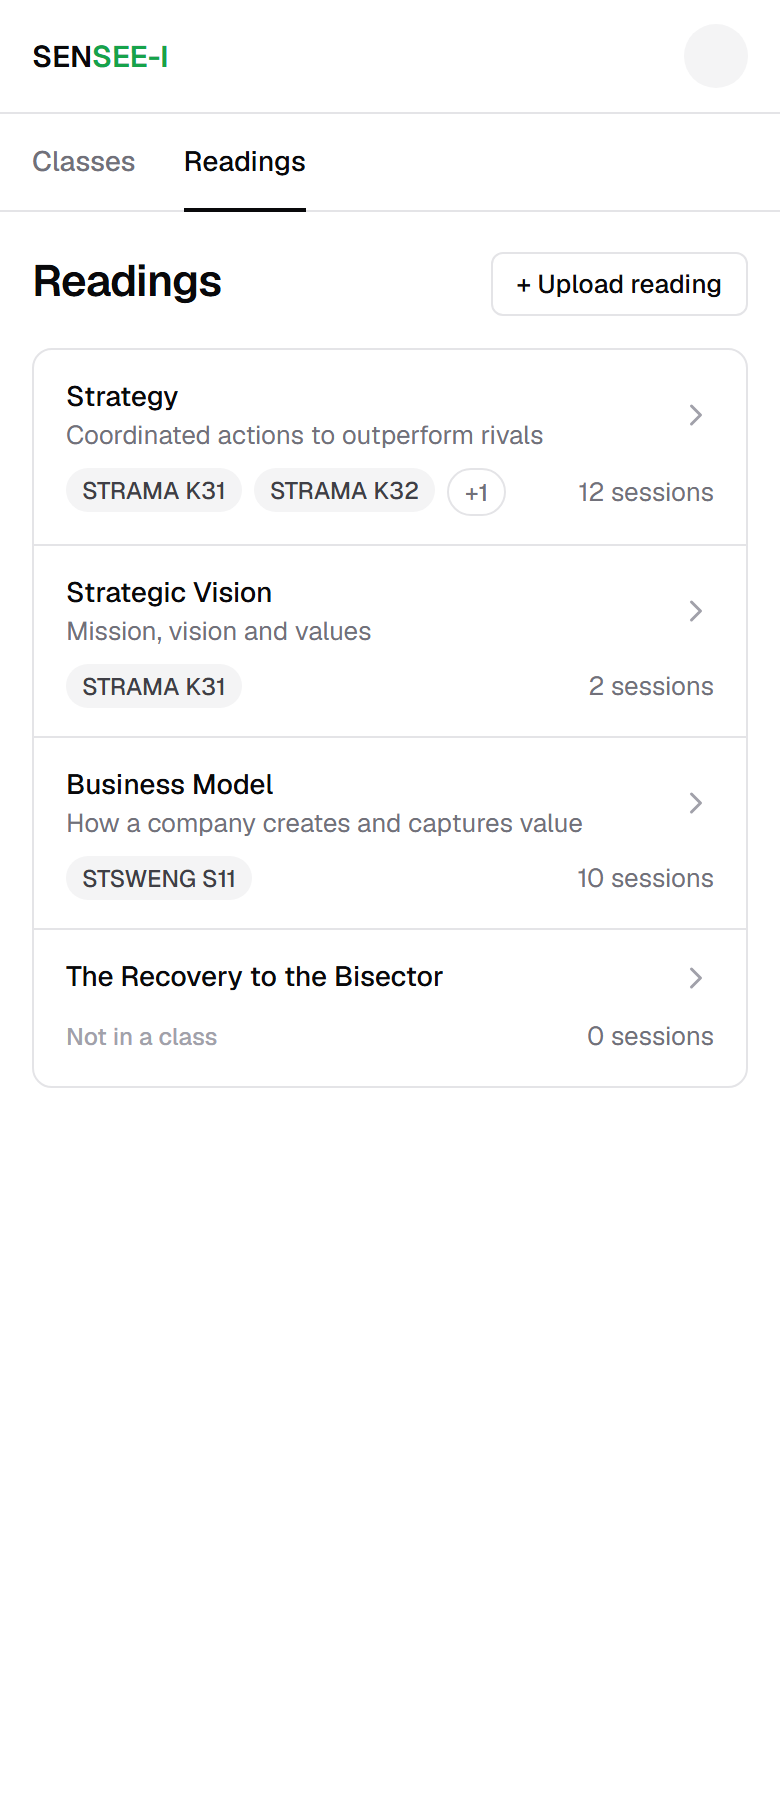 SENSEE-I
Classes Readings
Readings
+ Upload reading
Strategy
Coordinated actions to outperform rivals
STRAMA K31 STRAMA K32 +1 12 sessions
Strategic Vision
Mission, vision and values
STRAMA K31 2 sessions
Business Model
How a company creates and captures value
STSWENG S11 10 sessions
The Recovery to the Bisector
Not in a class 0 sessions